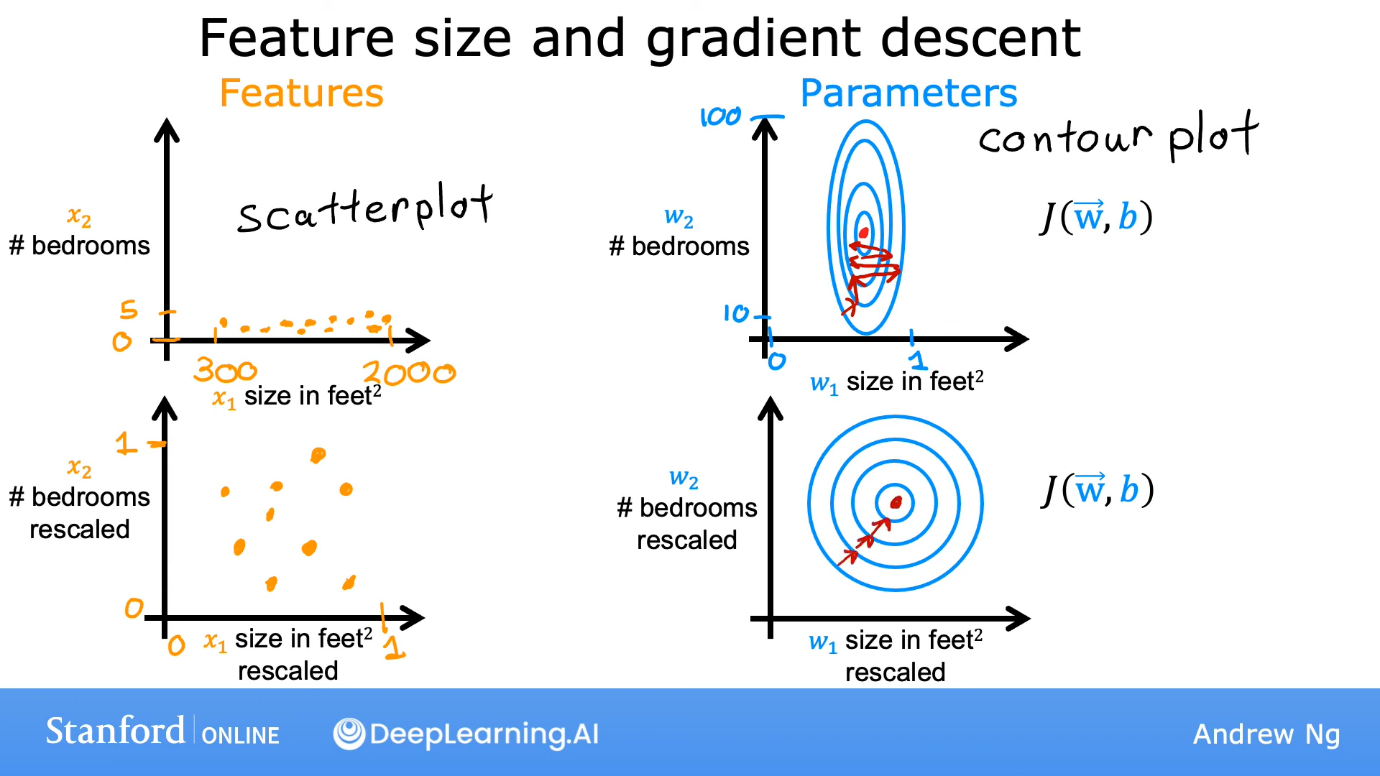 Feature size and gradient descent
Features
Parameters
scatterplot
x₂
# bedrooms
5
0
300
2000
x₁ size in feet²
100
contour plot
w₂
# bedrooms
J(w⃗, b)
10
0
1
w₁ size in feet²
1
x₂
# bedrooms
rescaled
0
0
x₁ size in feet²
1
rescaled
w₂
# bedrooms
rescaled
J(w⃗, b)
w₁ size in feet²
rescaled
Stanford ONLINE
DeepLearning.AI
Andrew Ng